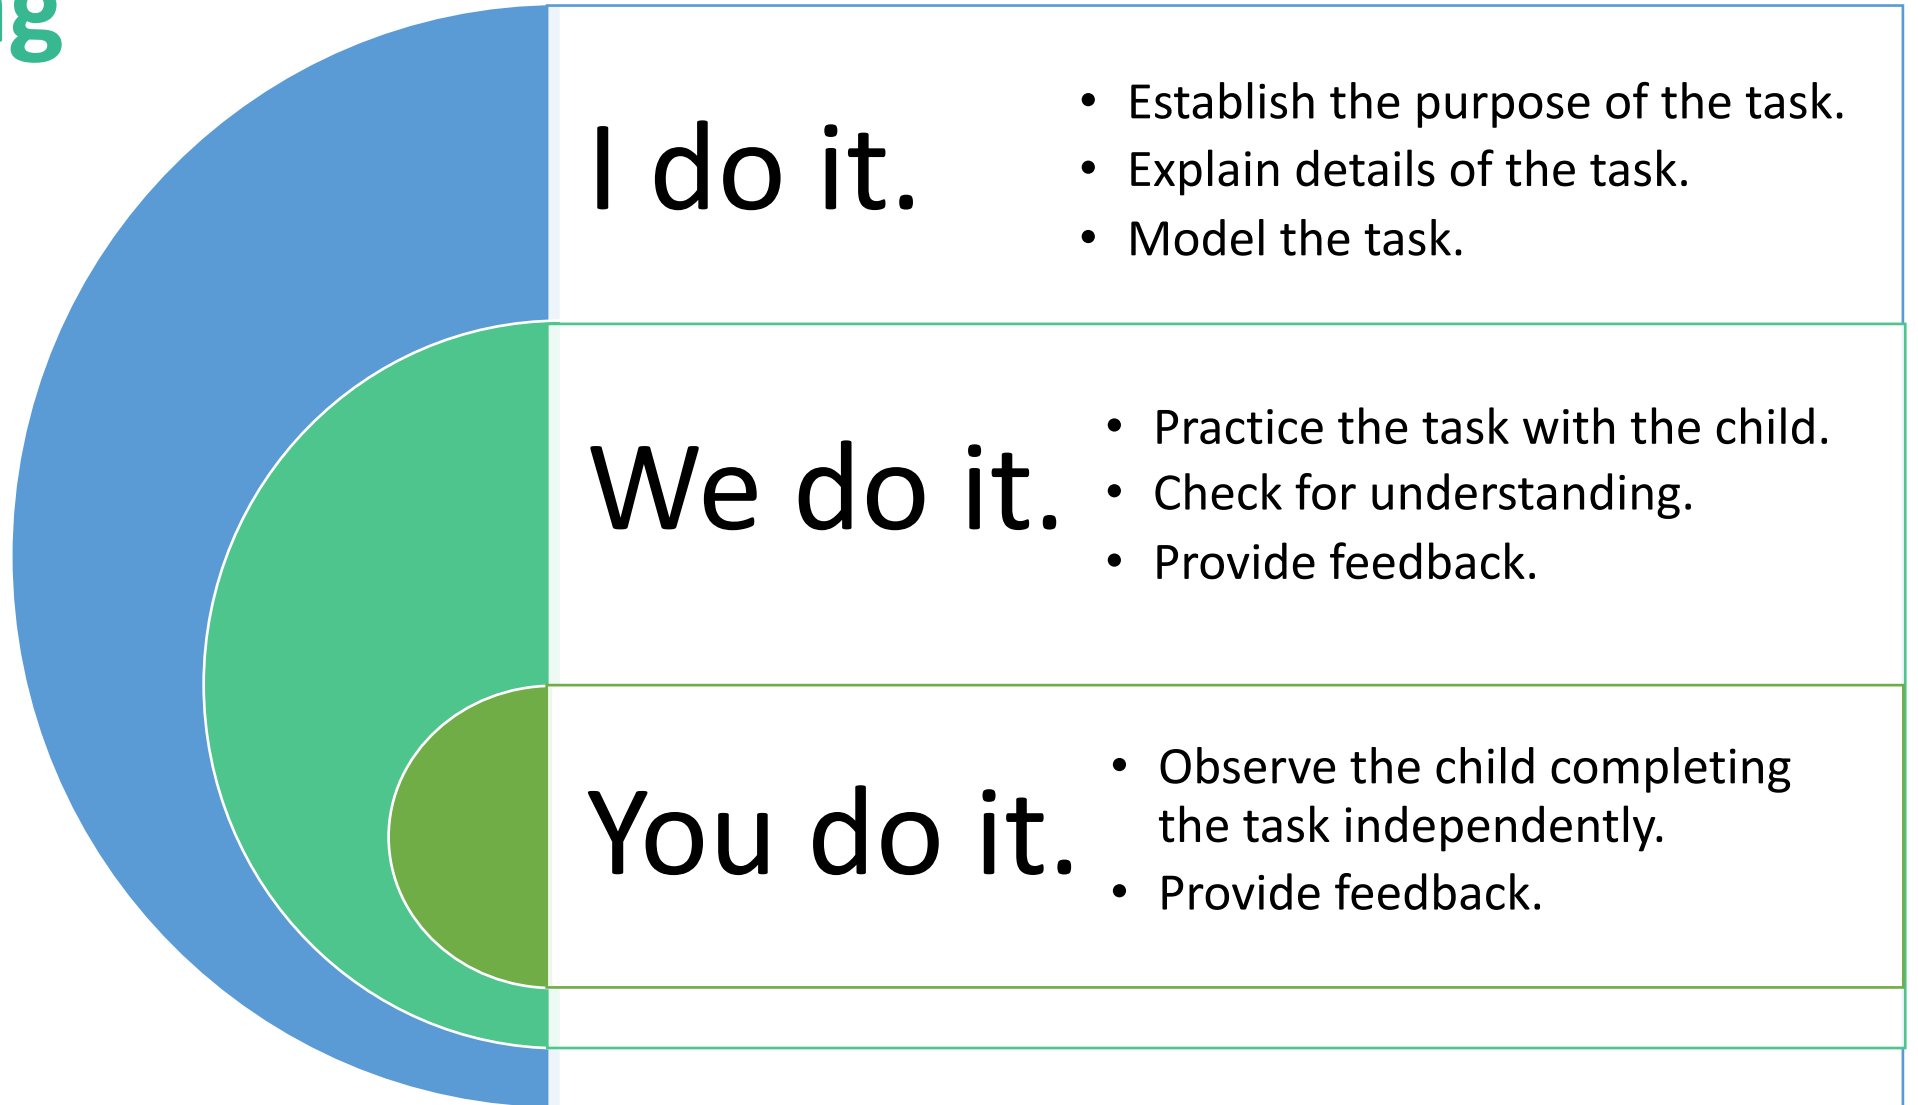 I do it.
• Establish the purpose of the task.
• Explain details of the task.
• Model the task.
We do it.
• Practice the task with the child.
• Check for understanding.
• Provide feedback.
You do it.
• Observe the child completing
the task independently.
• Provide feedback.